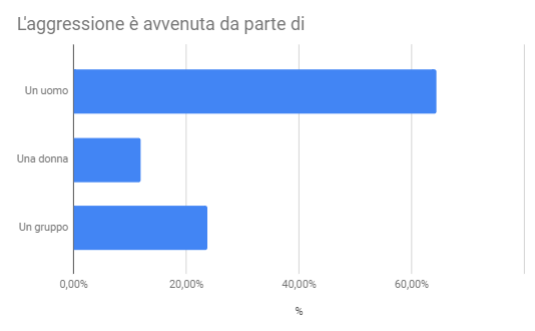 L'aggressione è avvenuta da parte di
Un uomo
Una donna
Un gruppo
0,00% 20,00% 40,00% 60,00%
%